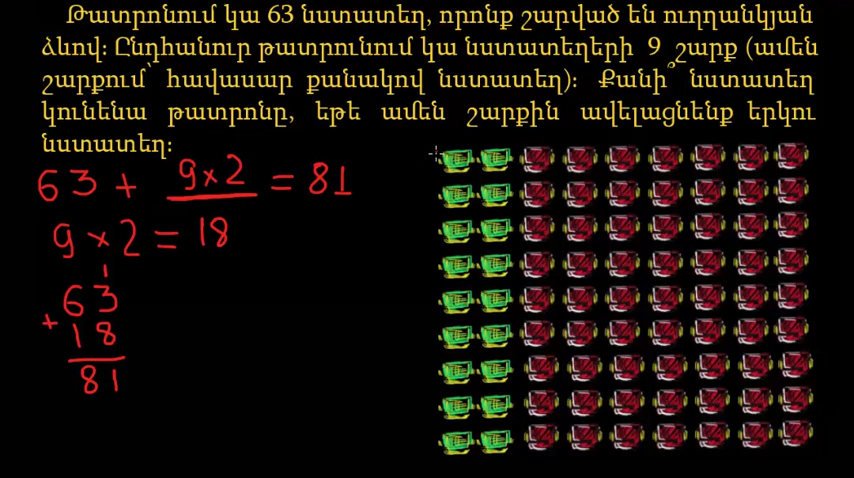 Թատրոնում կա 63 նստատեղ, որոնք շարված են ուղղանկյան
ձևով: Ընդհանուր թատրունում կա նստատեղերի 9 շարք (ամեն
շարքում՝ հավասար քանակով նստատեղ): Քանի՞ նստատեղ
կունենա թատրոնը, եթե ամեն շարքին ավելացնենք երկու
նստատեղ:
63 + 9×2 = 81
9 × 2 = 18
1
63
+ 18
81